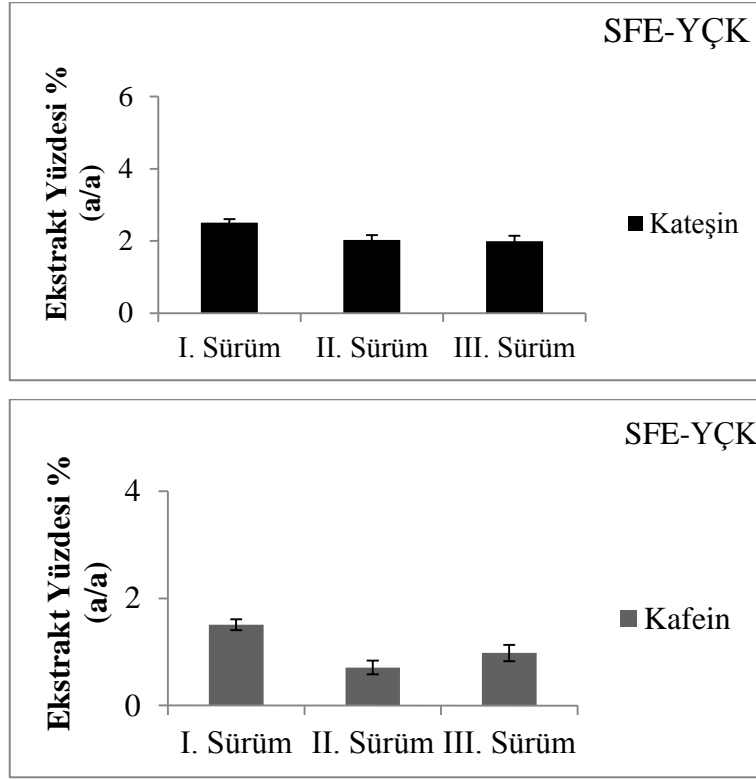 SFE-YÇK
Ekstrakt Yüzdesi %
(a/a)
6
4
2
0
I. Sürüm II. Sürüm III. Sürüm
Kateşin
SFE-YÇK
Ekstrakt Yüzdesi %
(a/a)
4
2
0
I. Sürüm II. Sürüm III. Sürüm
Kafein